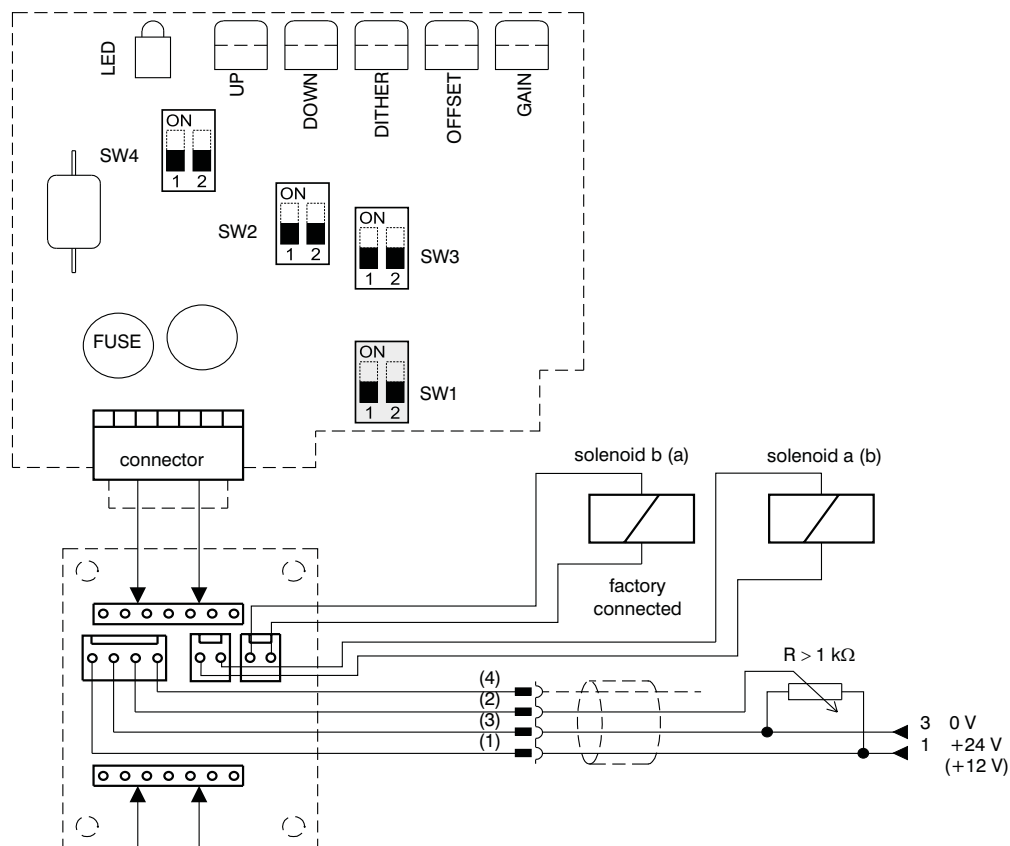 LED
UP
DOWN
DITHER
OFFSET
GAIN
ON
1 2
SW4
ON
1 2
SW2
ON
1 2
SW3
FUSE
ON
1 2
SW1
connector
solenoid b (a)
solenoid a (b)
factory
connected
R > 1 kΩ
(4)
(2)
(3)
(1)
3 0 V
1 +24 V
(+12 V)